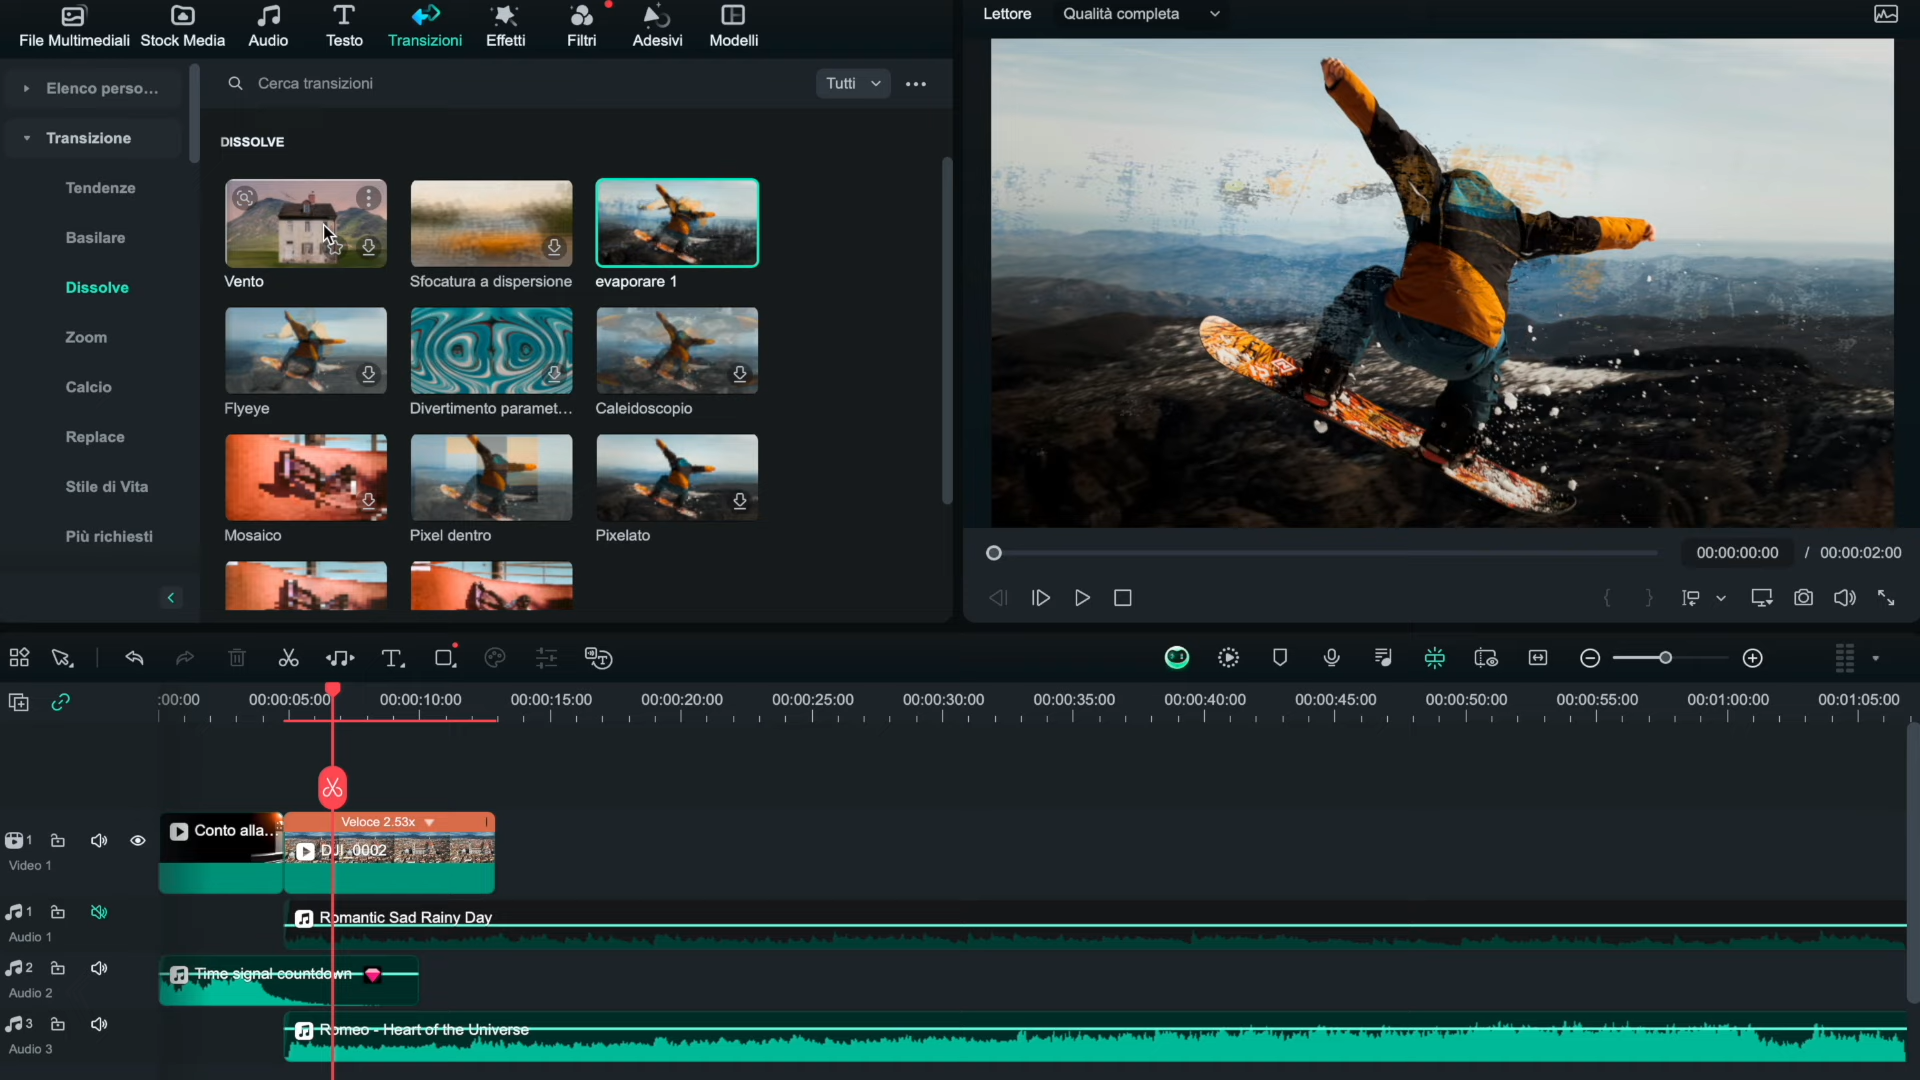 File Multimediali
Stock Media
Audio
Testo
Transizioni
Effetti
Filtri
Adesivi
Modelli
Lettore
Qualità completa
Elenco perso...
Transizione
Tendenze
Basilare
Dissolve
Zoom
Calcio
Replace
Stile di Vita
Più richiesti
Cerca transizioni
Tutti
DISSOLVE
Vento
Sfocatura a dispersione
evaporare 1
Flyeye
Divertimento paramet...
Caleidoscopio
Mosaico
Pixel dentro
Pixelato
00:00:00:00 / 00:00:02:00
:00:00
00:00:05:00
00:00:10:00
00:00:15:00
00:00:20:00
00:00:25:00
00:00:30:00
00:00:35:00
00:00:40:00
00:00:45:00
00:00:50:00
00:00:55:00
00:01:00:00
00:01:05:00
Veloce 2.53x
Conto alla...
DJI_0002
1
Video 1
1
Audio 1
Romantic Sad Rainy Day
2
Audio 2
Time signal countdown
3
Audio 3
Romeo - Heart of the Universe